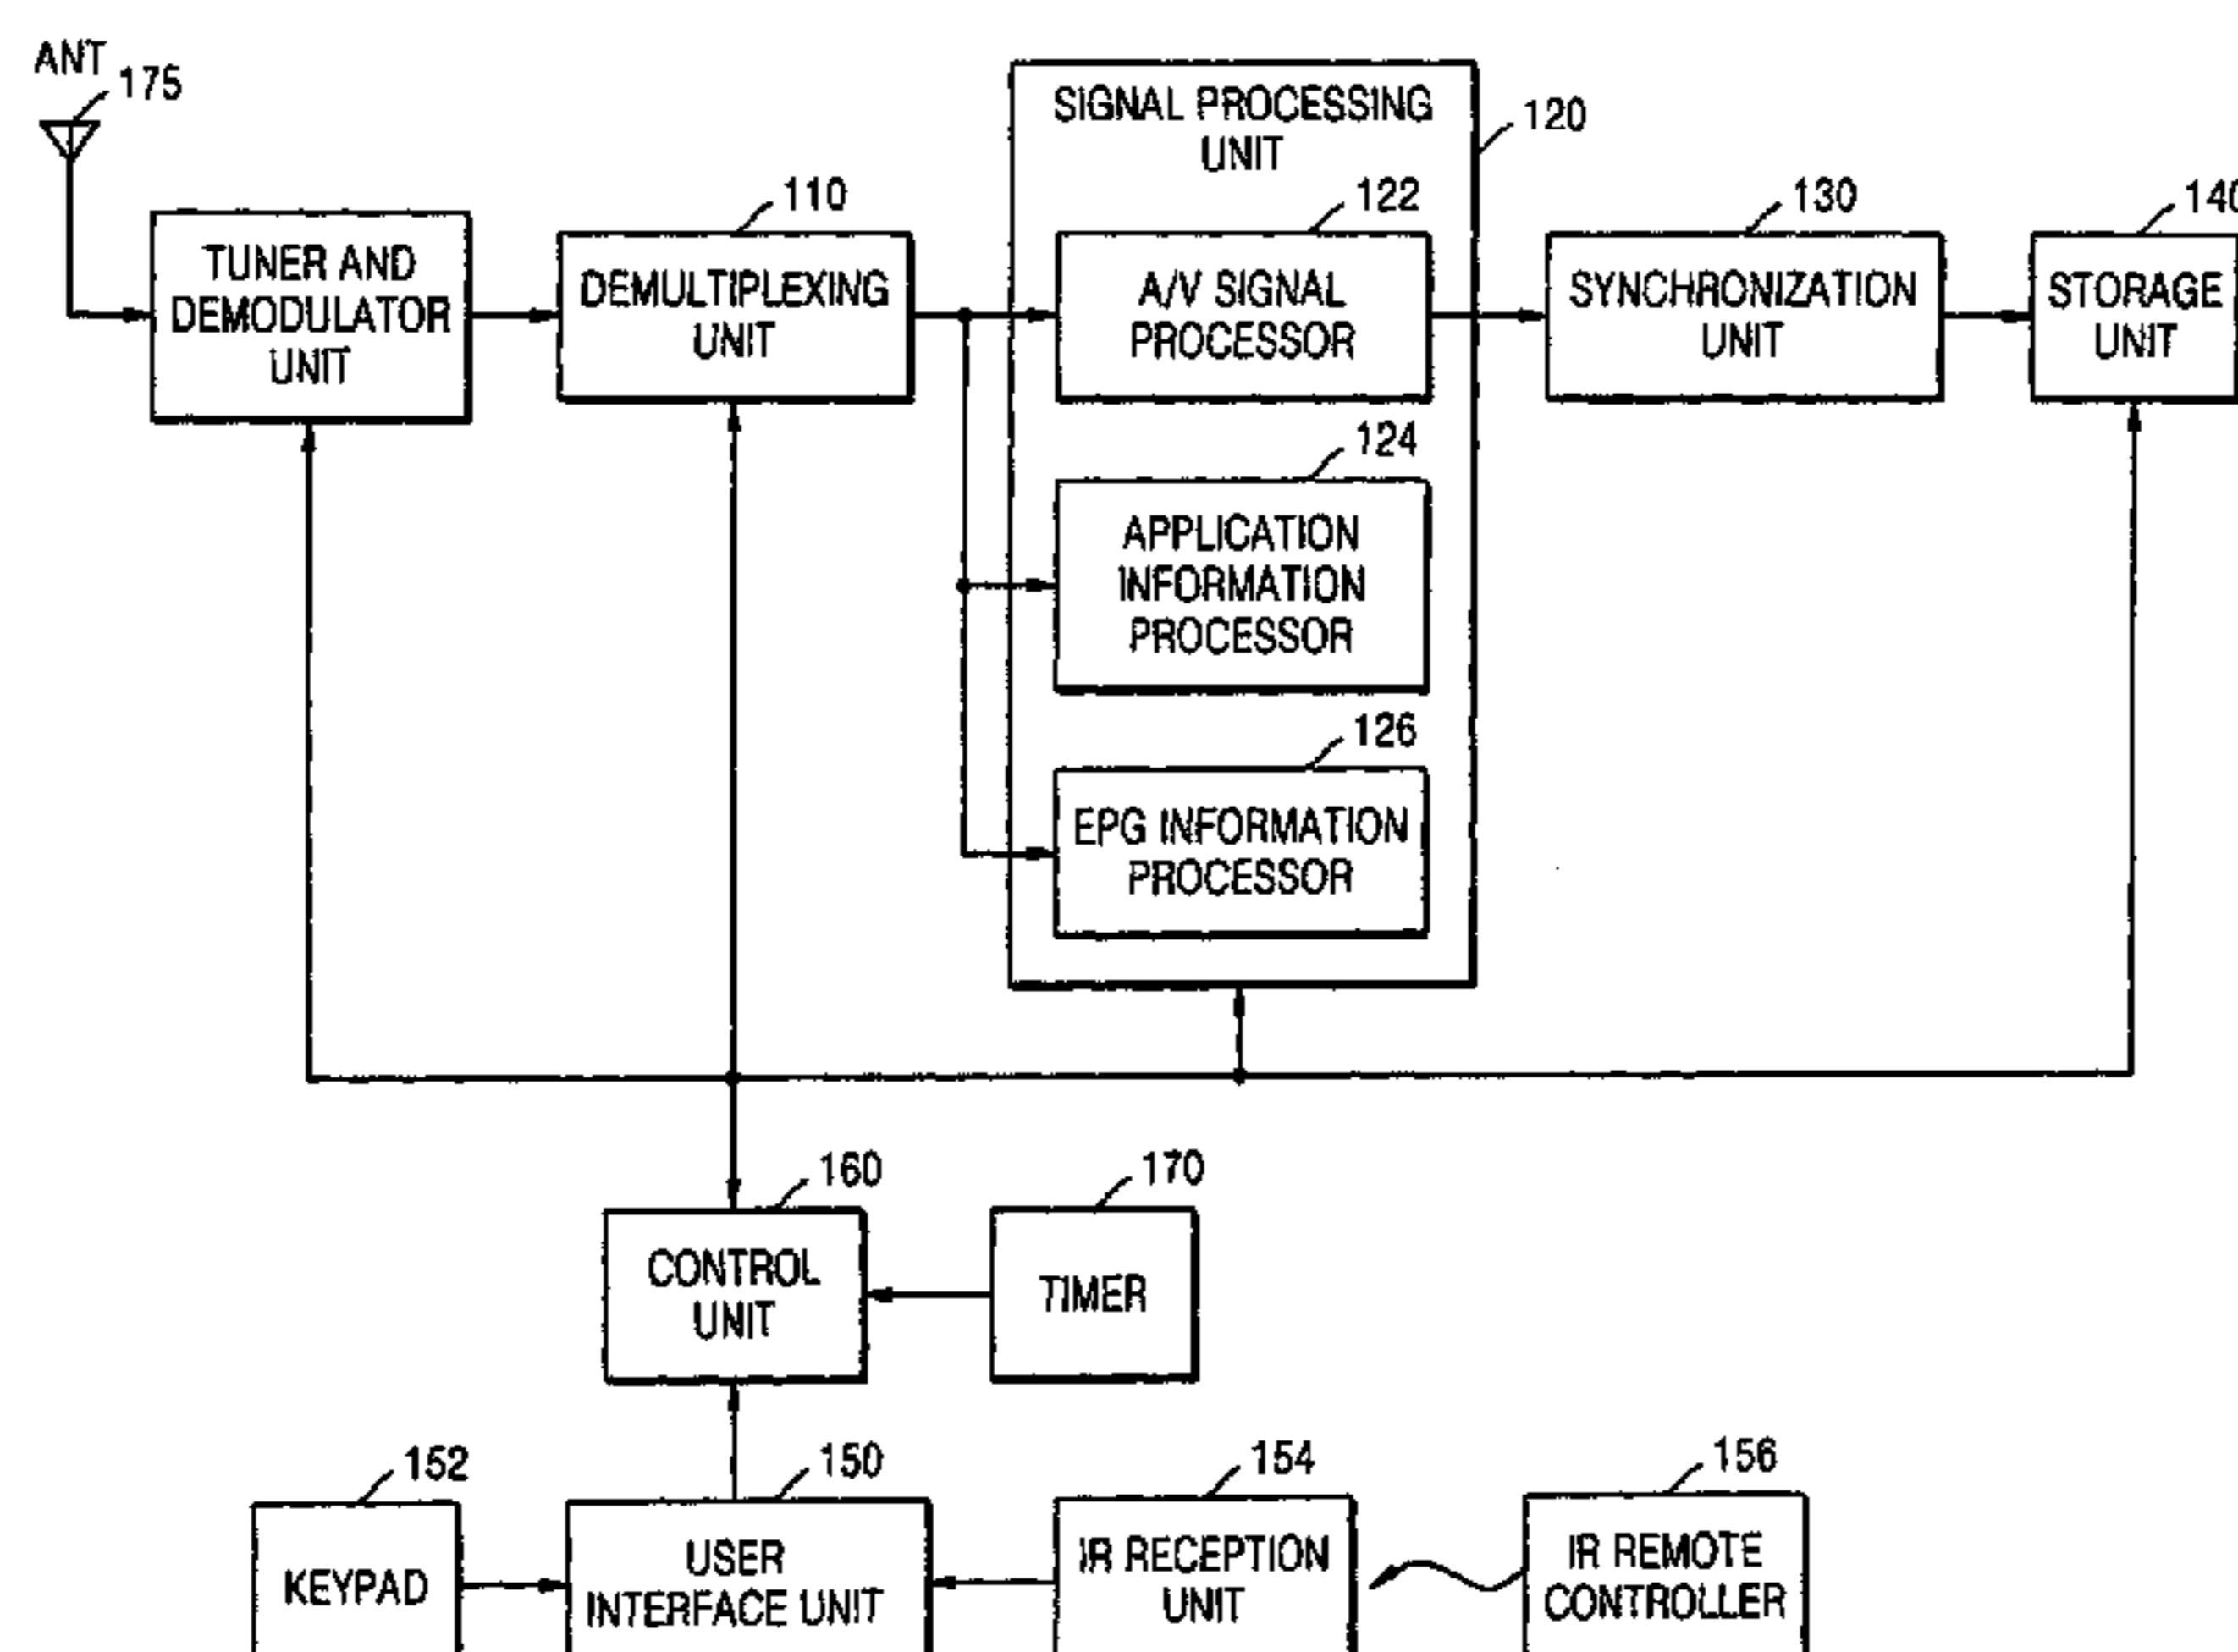 ANT
175
TUNER AND
DEMODULATOR
UNIT
110
DEMULTIPLEXING
UNIT
SIGNAL PROCESSING
UNIT
120
122
A/V SIGNAL
PROCESSOR
124
APPLICATION
INFORMATION
PROCESSOR
126
EPG INFORMATION
PROCESSOR
130
SYNCHRONIZATION
UNIT
140
STORAGE
UNIT
160
CONTROL
UNIT
170
TIMER
152
KEYPAD
150
USER
INTERFACE UNIT
154
IR RECEPTION
UNIT
156
IR REMOTE
CONTROLLER